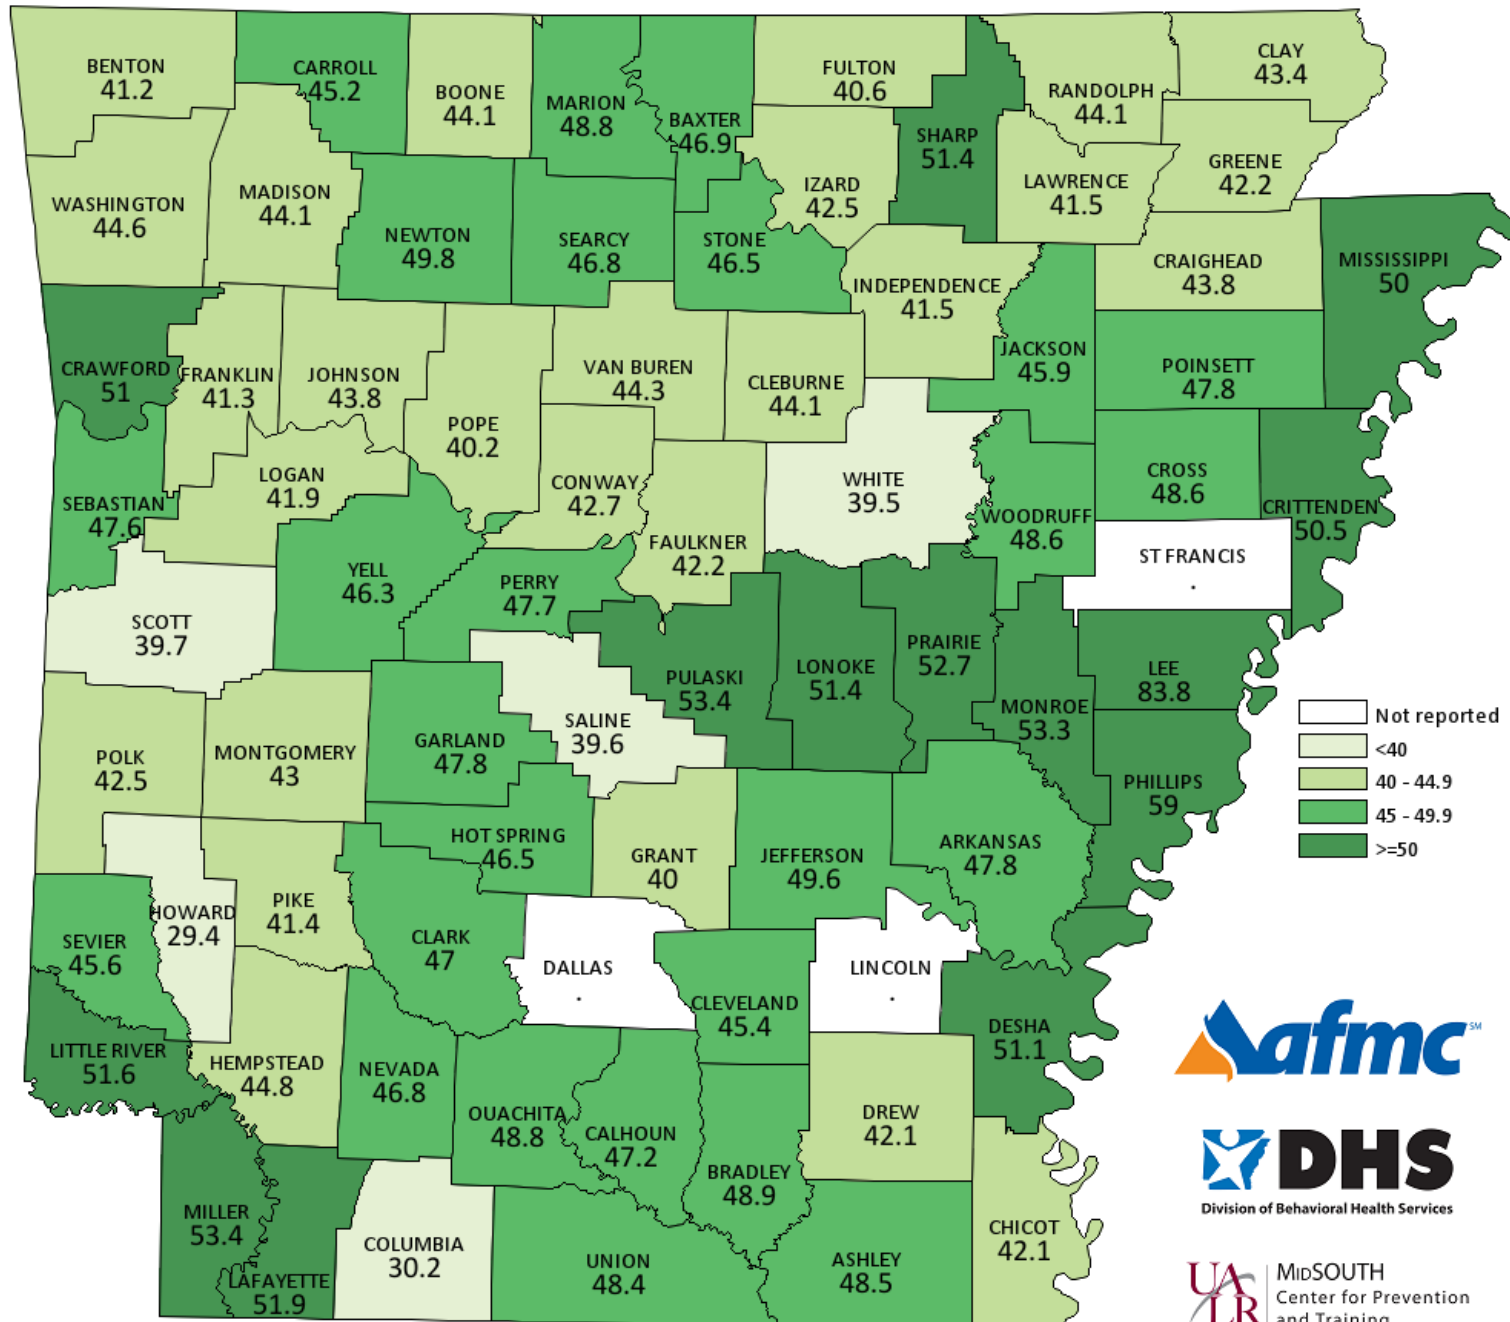 BENTON
41.2
CARROLL
45.2
BOONE
44.1
MARION
48.8
BAXTER
46.9
FULTON
40.6
SHARP
51.4
RANDOLPH
44.1
CLAY
43.4
WASHINGTON
44.6
MADISON
44.1
NEWTON
49.8
SEARCY
46.8
STONE
46.5
IZARD
42.5
LAWRENCE
41.5
GREENE
42.2
CRAIGHEAD
43.8
MISSISSIPPI
50
INDEPENDENCE
41.5
CRAWFORD
51
FRANKLIN
41.3
JOHNSON
43.8
POPE
40.2
VAN BUREN
44.3
CLEBURNE
44.1
JACKSON
45.9
POINSETT
47.8
SEBASTIAN
47.6
LOGAN
41.9
CONWAY
42.7
FAULKNER
42.2
WHITE
39.5
WOODRUFF
48.6
CROSS
48.6
CRITTENDEN
50.5
ST FRANCIS
.
SCOTT
39.7
YELL
46.3
PERRY
47.7
PULASKI
53.4
LONOKE
51.4
PRAIRIE
52.7
MONROE
53.3
LEE
83.8
POLK
42.5
MONTGOMERY
43
GARLAND
47.8
SALINE
39.6
PHILLIPS
59
HOT SPRING
46.5
GRANT
40
JEFFERSON
49.6
ARKANSAS
47.8
SEVIER
45.6
HOWARD
29.4
PIKE
41.4
CLARK
47
DALLAS
.
CLEVELAND
45.4
LINCOLN
.
DESHA
51.1
LITTLE RIVER
51.6
HEMPSTEAD
44.8
NEVADA
46.8
OUACHITA
48.8
CALHOUN
47.2
BRADLEY
48.9
DREW
42.1
MILLER
53.4
LAFAYETTE
51.9
COLUMBIA
30.2
UNION
48.4
ASHLEY
48.5
CHICOT
42.1
Not reported
<40
40 - 44.9
45 - 49.9
>=50
afmc SM
DHS
Division of Behavioral Health Services
UALR
MIDSOUTH
Center for Prevention
and Training